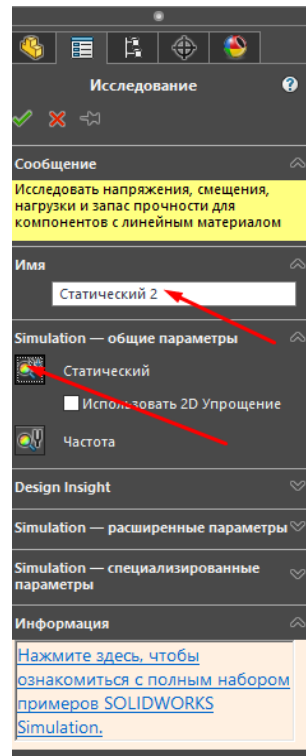 Исследование
Сообщение
Исследовать напряжения, смещения,
нагрузки и запас прочности для
компонентов с линейным материалом
Имя
Статический 2
Simulation — общие параметры
Статический
Использовать 2D Упрощение
Частота
Design Insight
Simulation — расширенные параметры
Simulation — специализированные
параметры
Информация
Нажмите здесь, чтобы
ознакомиться с полным набором
примеров SOLIDWORKS
Simulation.